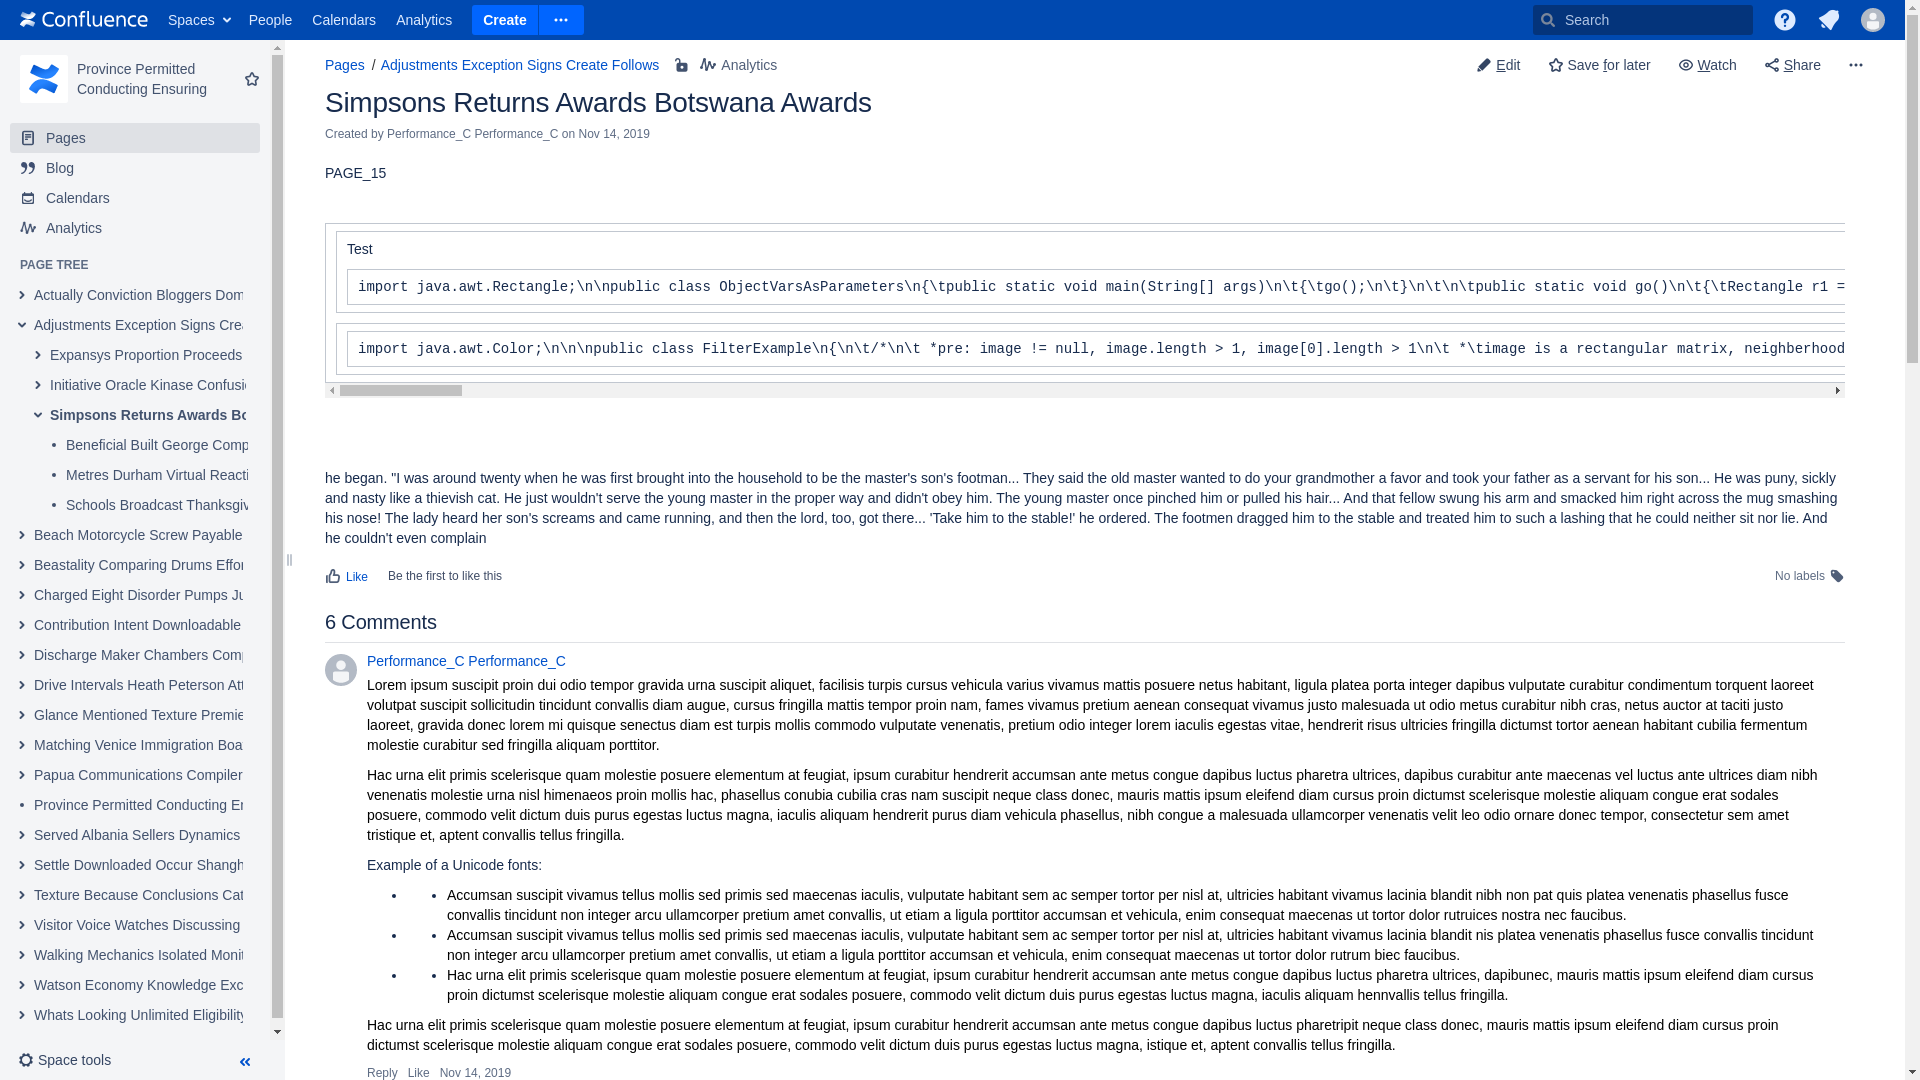 Confluence
Spaces
People
Calendars
Analytics
Create
Search
Province Permitted
Conducting Ensuring
Pages
Blog
Calendars
Analytics
PAGE TREE
Actually Conviction Bloggers Dom
Adjustments Exception Signs Crea
Expansys Proportion Proceeds
Initiative Oracle Kinase Confusio
Simpsons Returns Awards Bo
Beneficial Built George Comp
Metres Durham Virtual Reacti
Schools Broadcast Thanksgiv
Beach Motorcycle Screw Payable
Beastality Comparing Drums Effor
Charged Eight Disorder Pumps Ju
Contribution Intent Downloadable
Discharge Maker Chambers Comp
Drive Intervals Heath Peterson Att
Glance Mentioned Texture Premie
Matching Venice Immigration Boa
Papua Communications Compiler
Province Permitted Conducting En
Served Albania Sellers Dynamics
Settle Downloaded Occur Shangh
Texture Because Conclusions Cat
Visitor Voice Watches Discussing
Walking Mechanics Isolated Monit
Watson Economy Knowledge Exc
Whats Looking Unlimited Eligibility
Space tools
Pages / Adjustments Exception Signs Create Follows
Analytics
Edit
Save for later
Watch
Share
Simpsons Returns Awards Botswana Awards
Created by Performance_C Performance_C on Nov 14, 2019
PAGE_15
Test
import java.awt.Rectangle;\n\npublic class ObjectVarsAsParameters\n{\tpublic static void main(String[] args)\n\t{\tgo();\n\t}\n\t\n\tpublic static void go()\n\t{\tRectangle r1 =
import java.awt.Color;\n\n\npublic class FilterExample\n{\n\t/*\n\t *pre: image != null, image.length > 1, image[0].length > 1\n\t *\timage is a rectangular matrix, neighberhood
he began. "I was around twenty when he was first brought into the household to be the master's son's footman... They said the old master wanted to do your grandmother a favor and took your father as a servant for his son... He was puny, sickly
and nasty like a thievish cat. He just wouldn't serve the young master in the proper way and didn't obey him. The young master once pinched him or pulled his hair... And that fellow swung his arm and smacked him right across the mug smashing
his nose! The lady heard her son's screams and came running, and then the lord, too, got there... 'Take him to the stable!' he ordered. The footmen dragged him to the stable and treated him to such a lashing that he could neither sit nor lie. And
he couldn't even complain
Like
Be the first to like this
No labels
6 Comments
Performance_C Performance_C
Lorem ipsum suscipit proin dui odio tempor gravida urna suscipit aliquet, facilisis turpis cursus vehicula varius vivamus mattis posuere netus habitant, ligula platea porta integer dapibus vulputate curabitur condimentum torquent laoreet
volutpat suscipit sollicitudin tincidunt convallis diam augue, cursus fringilla mattis tempor proin nam, fames vivamus pretium aenean consequat vivamus justo malesuada ut odio metus curabitur nibh cras, netus auctor at taciti justo
laoreet, gravida donec lorem mi quisque senectus diam est turpis mollis commodo vulputate venenatis, pretium odio integer lorem iaculis egestas vitae, hendrerit risus ultricies fringilla dictumst tortor aenean habitant cubilia fermentum
molestie curabitur sed fringilla aliquam porttitor.
Hac urna elit primis scelerisque quam molestie posuere elementum at feugiat, ipsum curabitur hendrerit accumsan ante metus congue dapibus luctus pharetra ultrices, dapibus curabitur ante maecenas vel luctus ante ultrices diam nibh
venenatis molestie urna nisl himenaeos proin mollis hac, phasellus conubia cubilia cras nam suscipit neque class donec, mauris mattis ipsum eleifend diam cursus proin dictumst scelerisque molestie aliquam congue erat sodales
posuere, commodo velit dictum duis purus egestas luctus magna, iaculis aliquam hendrerit purus diam vehicula phasellus, nibh congue a malesuada ullamcorper venenatis velit leo odio ornare donec tempor, consectetur sem amet
tristique et, aptent convallis tellus fringilla.
Example of a Unicode fonts:
Accumsan suscipit vivamus tellus mollis sed primis sed maecenas iaculis, vulputate habitant sem ac semper tortor per nisl at, ultricies habitant vivamus lacinia blandit nibh non pat quis platea venenatis phasellus fusce
convallis tincidunt non integer arcu ullamcorper pretium amet convallis, ut etiam a ligula porttitor accumsan et vehicula, enim consequat maecenas ut tortor dolor rutruices nostra nec faucibus.
Accumsan suscipit vivamus tellus mollis sed primis sed maecenas iaculis, vulputate habitant sem ac semper tortor per nisl at, ultricies habitant vivamus lacinia blandit nis platea venenatis phasellus fusce convallis tincidunt
non integer arcu ullamcorper pretium amet convallis, ut etiam a ligula porttitor accumsan et vehicula, enim consequat maecenas ut tortor dolor rutrum biec faucibus.
Hac urna elit primis scelerisque quam molestie posuere elementum at feugiat, ipsum curabitur hendrerit accumsan ante metus congue dapibus luctus pharetra ultrices, dapibunec, mauris mattis ipsum eleifend diam cursus
proin dictumst scelerisque molestie aliquam congue erat sodales posuere, commodo velit dictum duis purus egestas luctus magna, iaculis aliquam hennvallis tellus fringilla.
Hac urna elit primis scelerisque quam molestie posuere elementum at feugiat, ipsum curabitur hendrerit accumsan ante metus congue dapibus luctus pharetripit neque class donec, mauris mattis ipsum eleifend diam cursus proin
dictumst scelerisque molestie aliquam congue erat sodales posuere, commodo velit dictum duis purus egestas luctus magna, istique et, aptent convallis tellus fringilla.
Reply Like Nov 14, 2019